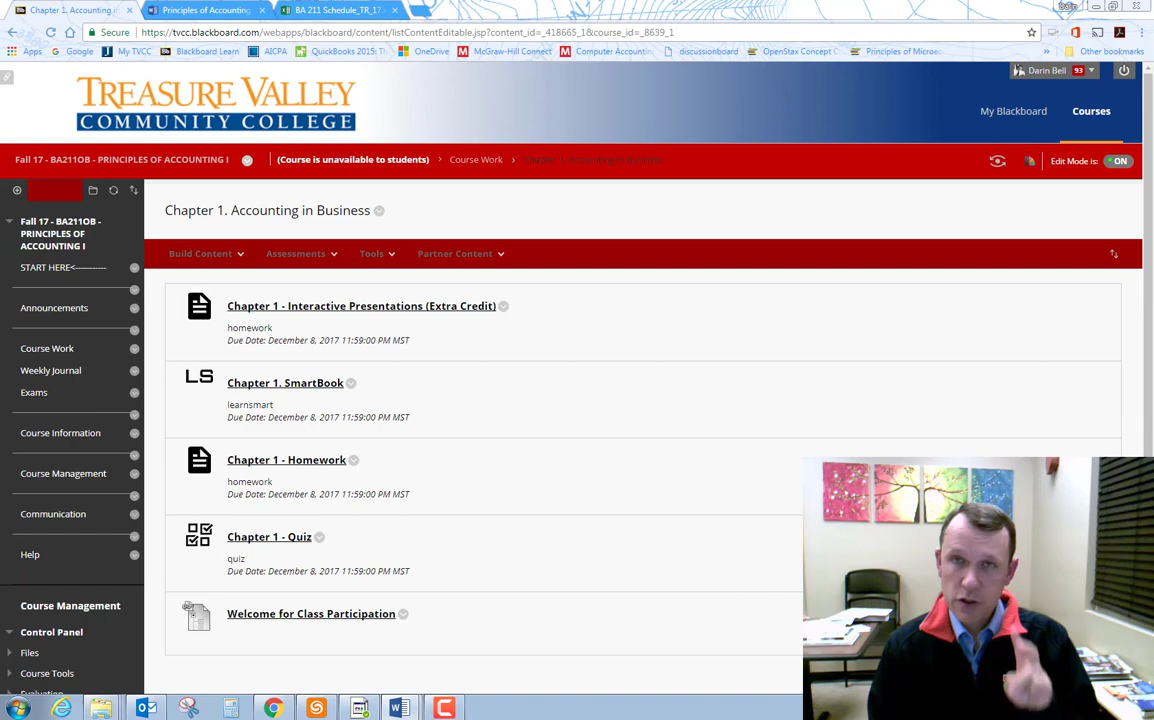 Chapter 1. Accounting in
Principles of Accounting
BA 211 Schedule_TR_17
Secure
https://tvcc.blackboard.com/webapps/blackboard/content/listContentEditable.jsp?content_id=_418665_1&course_id=_8639_1
Apps
Google
My TVCC
Blackboard Learn
AICPA
QuickBooks 2015:
OneDrive
McGraw-Hill Connect
Computer Accounting
discussionboard
OpenStax Concept
Principles of Microe
Other bookmarks
Darin Bell 93
TREASURE VALLEY
COMMUNITY COLLEGE
My Blackboard
Courses
Fall 17 - BA211OB - PRINCIPLES OF ACCOUNTING I
(Course is unavailable to students)
Course Work
Chapter 1. Accounting in Business
Edit Mode is:
ON
Chapter 1. Accounting in Business
Fall 17 - BA211OB -
PRINCIPLES OF
ACCOUNTING I
START HERE<-----------
Announcements
Course Work
Weekly Journal
Exams
Course Information
Course Management
Communication
Help
Course Management
Control Panel
Files
Course Tools
Evaluation
Build Content
Assessments
Tools
Partner Content
Chapter 1 - Interactive Presentations (Extra Credit)
homework
Due Date: December 8, 2017 11:59:00 PM MST
LS
Chapter 1. SmartBook
learnsmart
Due Date: December 8, 2017 11:59:00 PM MST
Chapter 1 - Homework
homework
Due Date: December 8, 2017 11:59:00 PM MST
Chapter 1 - Quiz
quiz
Due Date: December 8, 2017 11:59:00 PM MST
Welcome for Class Participation